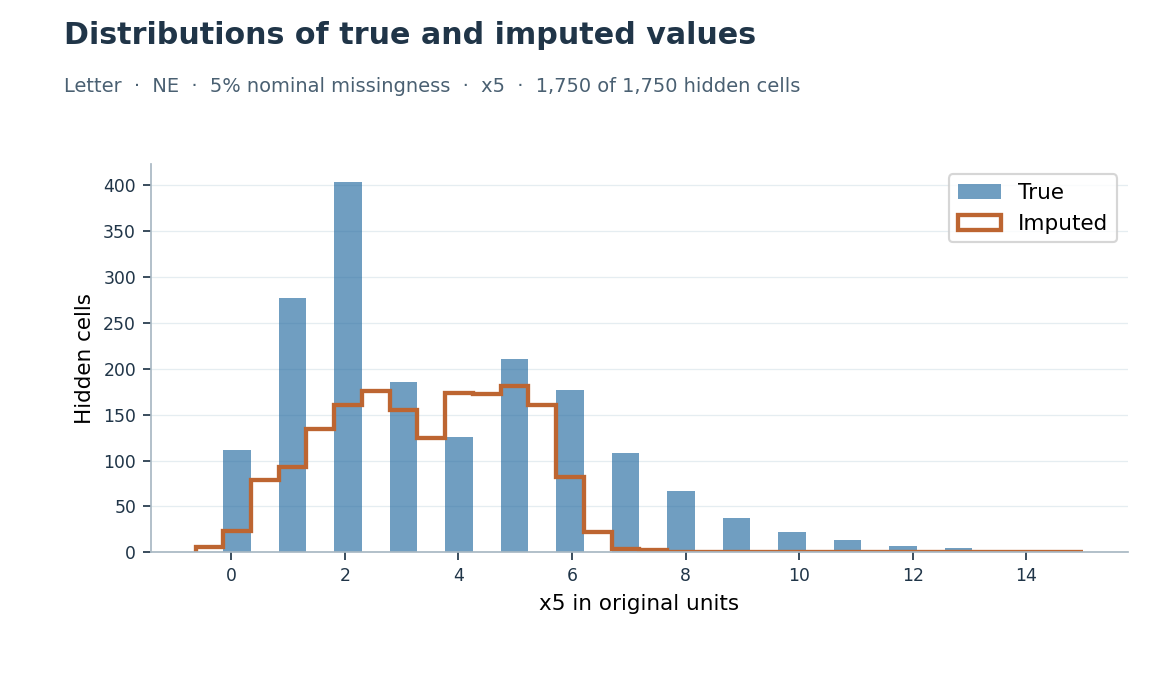 Distributions of true and imputed values
Letter · NE · 5% nominal missingness · x5 · 1,750 of 1,750 hidden cells
True
Imputed
Hidden cells
400
350
300
250
200
150
100
50
0
0 2 4 6 8 10 12 14
x5 in original units